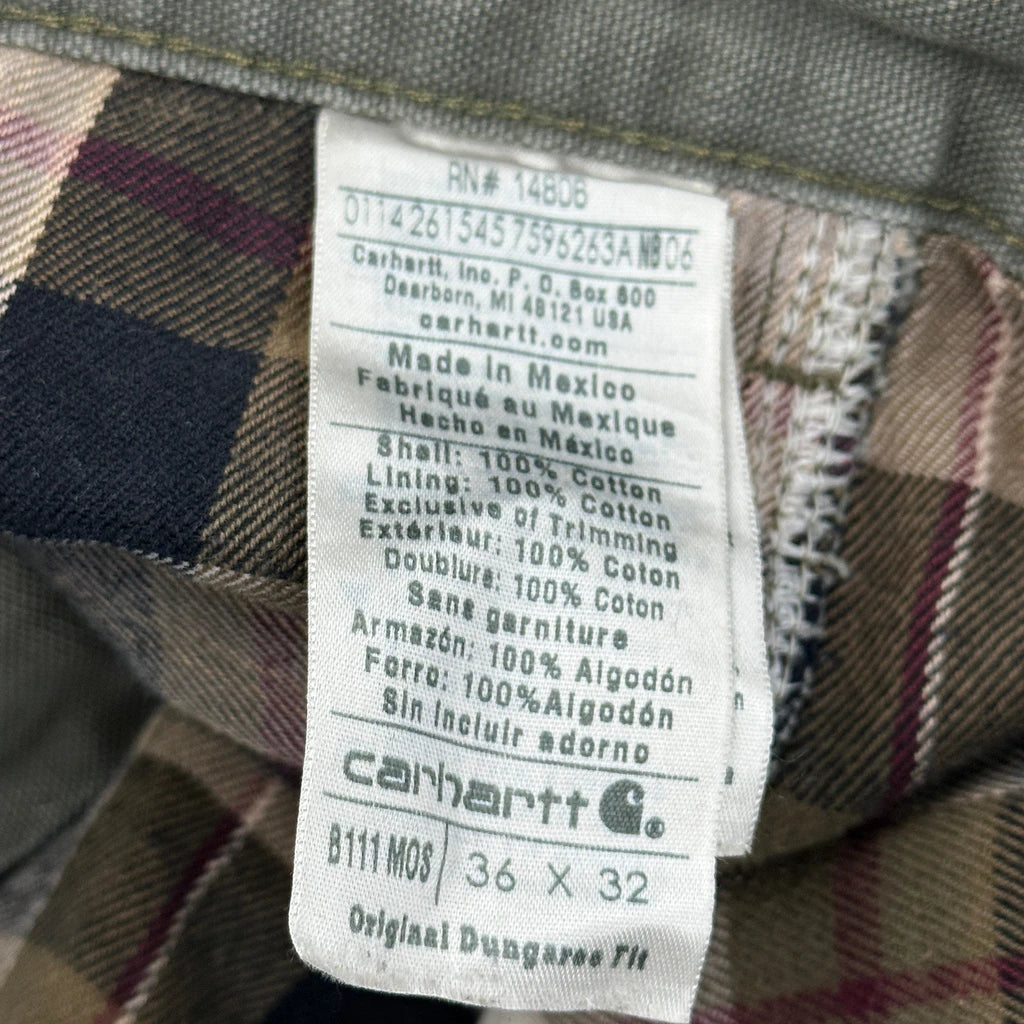 RN# 14806
01142615457596263A NB 06
Carhartt, Inc. P. O. Box 600
Dearborn, MI 48121 USA
carhartt.com
Made in Mexico
Fabriqué au Mexique
Hecho en México
Shell: 100% Cotton
Lining: 100% Cotton
Exclusive of Trimming
Extérieur: 100% Coton
Doublure: 100% Coton
Sans garniture
Armazón: 100% Algodón
Forro: 100%Algodón
Sin incluir adorno
carhartt ®
B111 MOS 36 X 32
Original Dungaree Fit